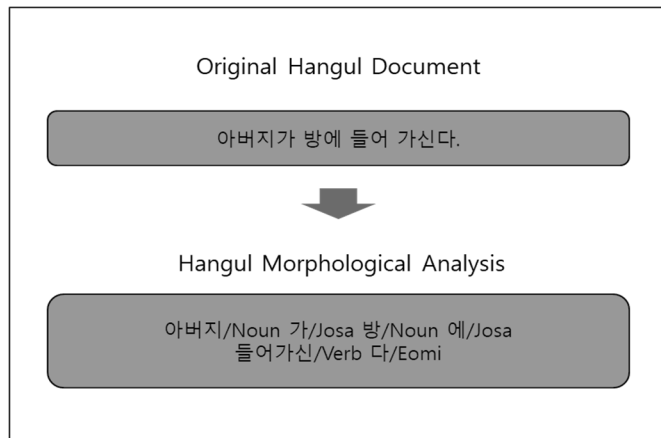 Original Hangul Document
아버지가 방에 들어 가신다.
Hangul Morphological Analysis
아버지/Noun 가/Josa 방/Noun 에/Josa
들어가신/Verb 다/Eomi